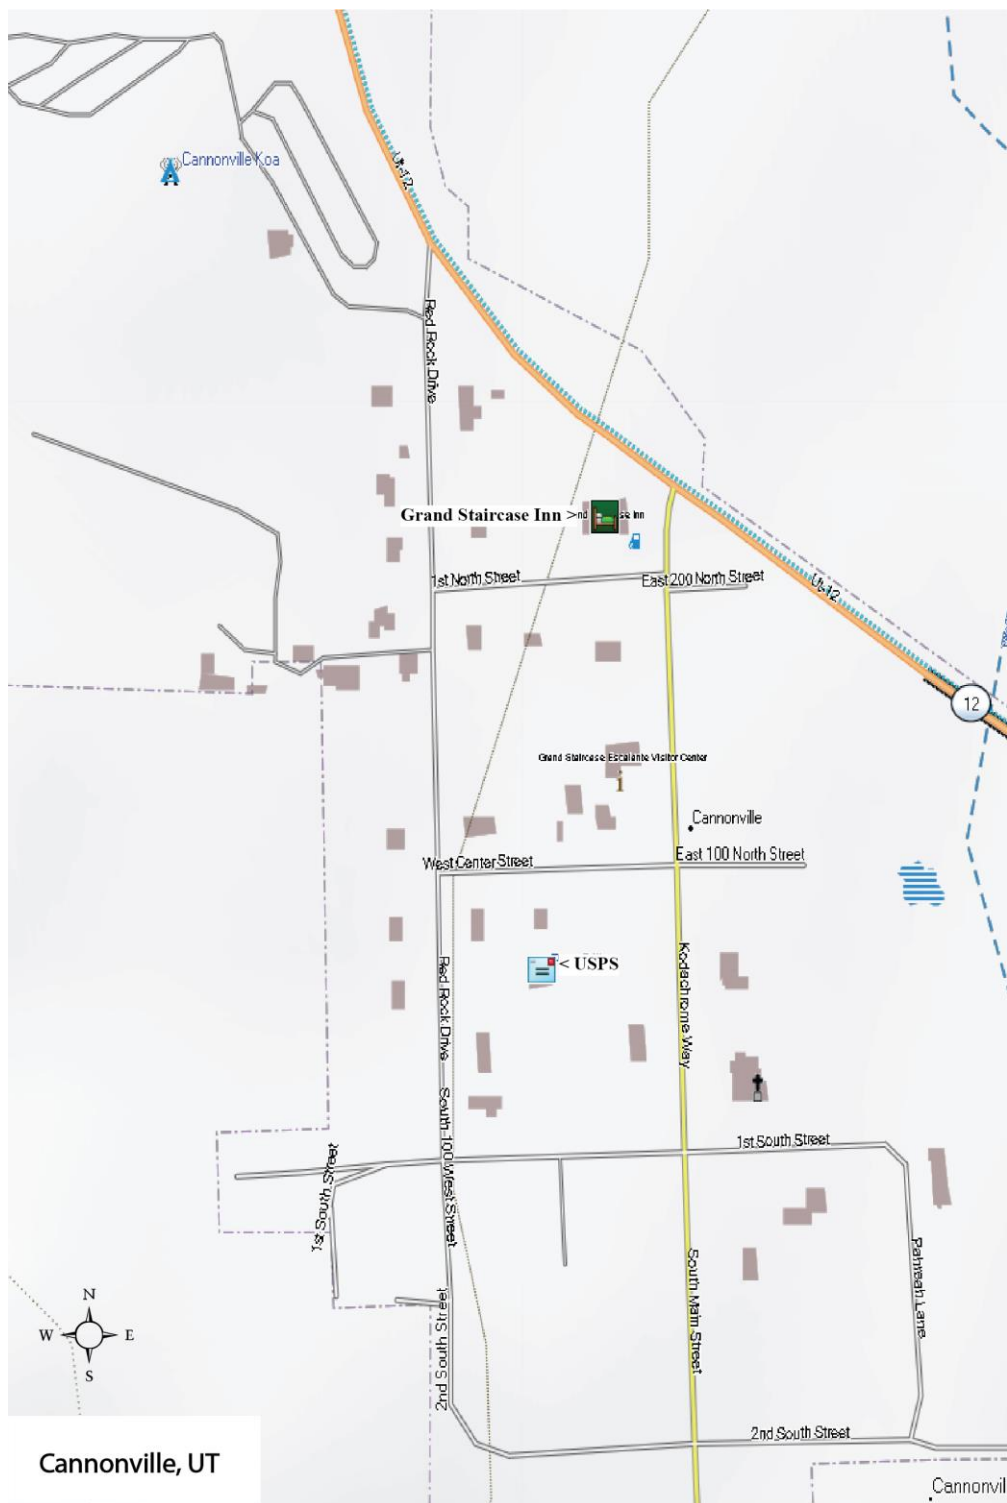 Cannonville Koa
Ut-12
Red Rock Drive
Grand Staircase Inn >
se Inn
1st North Street
East 200 North Street
Ut-12
12
Grand Staircase Escalante Visitor Center
Cannonville
West Center Street
East 100 North Street
< USPS
Red Rock Drive
Kodachrome Way
South 100 West Street
1st South Street
1st South Street
South Main Street
Pahreah Lane
2nd South Street
2nd South Street
N
W E
S
Cannonville, UT
Cannonvil